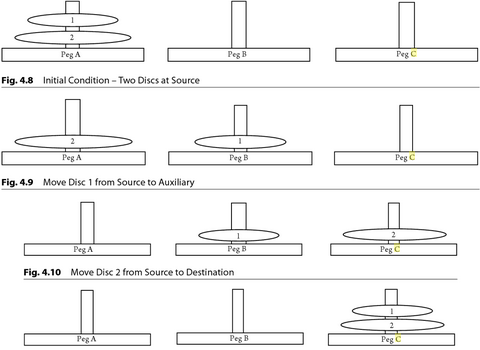 1
2
Peg A Peg B Peg C
Fig. 4.8 Initial Condition – Two Discs at Source
2 1
Peg A Peg B Peg C
Fig. 4.9 Move Disc 1 from Source to Auxiliary
1 2
Peg A Peg B Peg C
Fig. 4.10 Move Disc 2 from Source to Destination
1
2
Peg A Peg B Peg C